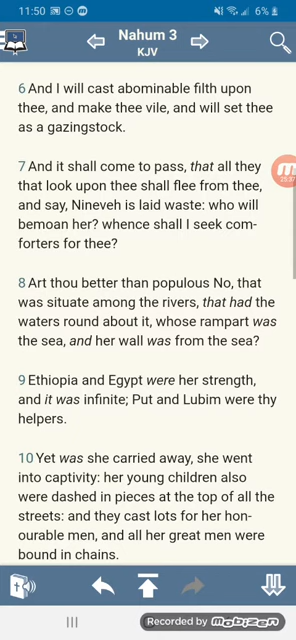 11:50
6%
Nahum 3
KJV
6 And I will cast abominable filth upon
thee, and make thee vile, and will set thee
as a gazingstock.
7 And it shall come to pass, that all they
that look upon thee shall flee from thee,
and say, Nineveh is laid waste: who will
bemoan her? whence shall I seek com-
forters for thee?
8 Art thou better than populous No, that
was situate among the rivers, that had the
waters round about it, whose rampart was
the sea, and her wall was from the sea?
9 Ethiopia and Egypt were her strength,
and it was infinite; Put and Lubim were thy
helpers.
10 Yet was she carried away, she went
into captivity: her young children also
were dashed in pieces at the top of all the
streets: and they cast lots for her hon-
ourable men, and all her great men were
bound in chains.
Recorded by mobizen